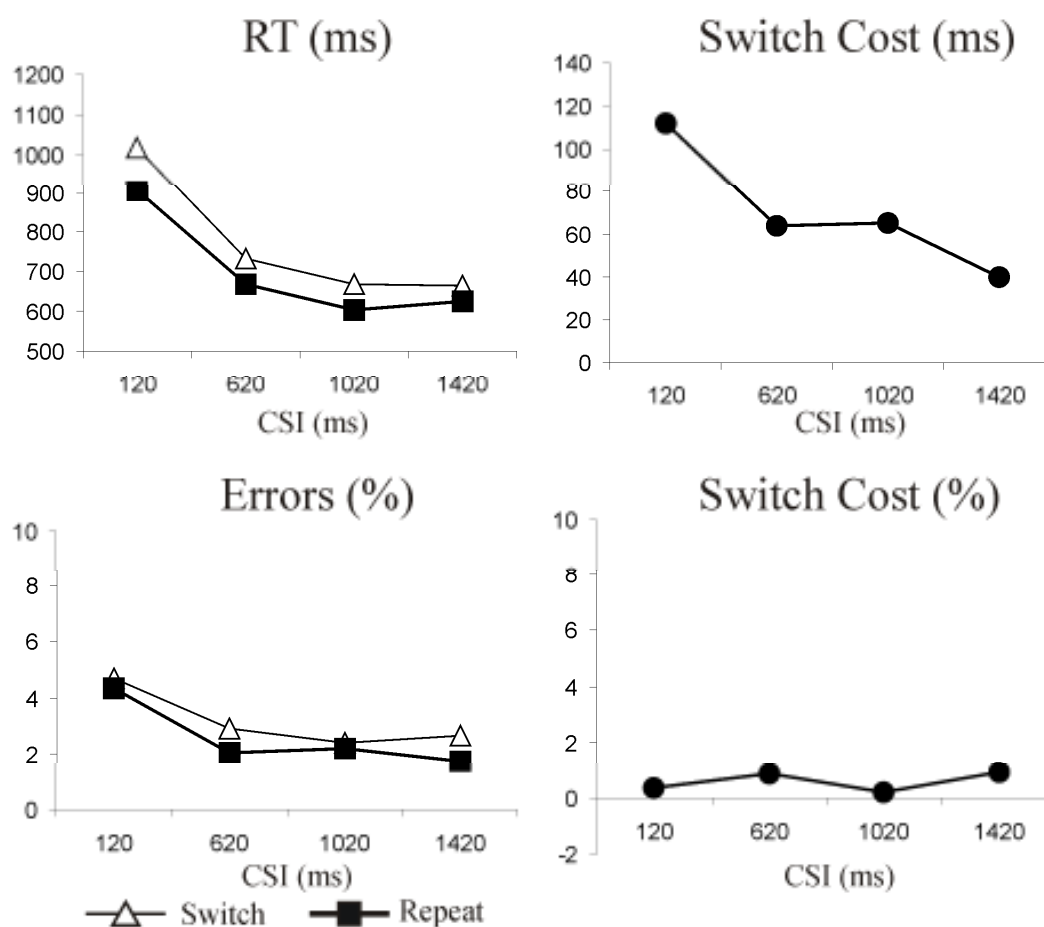 RT (ms)
1200
1100
1000
900
800
700
600
500
120 620 1020 1420
CSI (ms)
Switch Cost (ms)
140
120
100
80
60
40
20
0
120 620 1020 1420
CSI (ms)
Errors (%)
10
8
6
4
2
0
120 620 1020 1420
CSI (ms)
Switch Cost (%)
10
8
6
4
2
0
-2
120 620 1020 1420
CSI (ms)
Switch Repeat